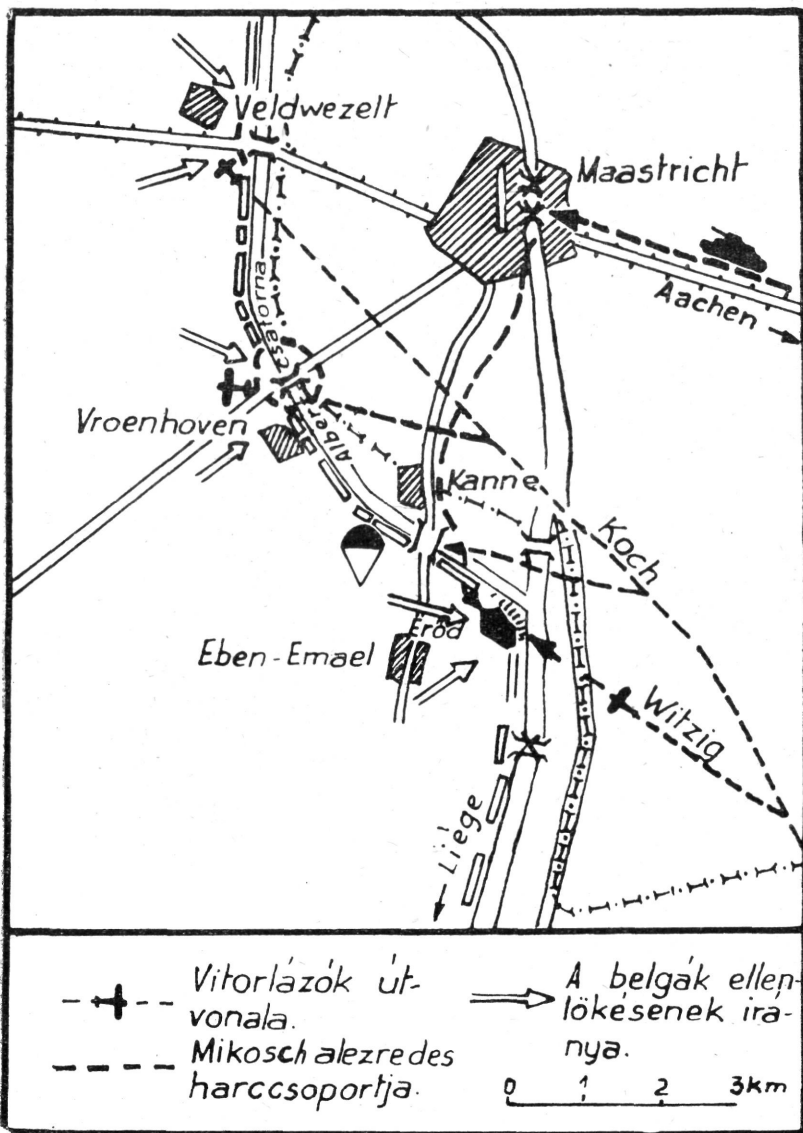 Veldwezelt
Maastricht
Aachen
csatorna
Albert
Vroenhoven
Kanne
Koch
Erőd
Eben-Emael
Witzig
Liège
Vitorlázók út-
vonala.
Mikosch alezredes
harccsoportja.
A belgák ellen-
lökésének irá-
nya.
0 1 2 3km